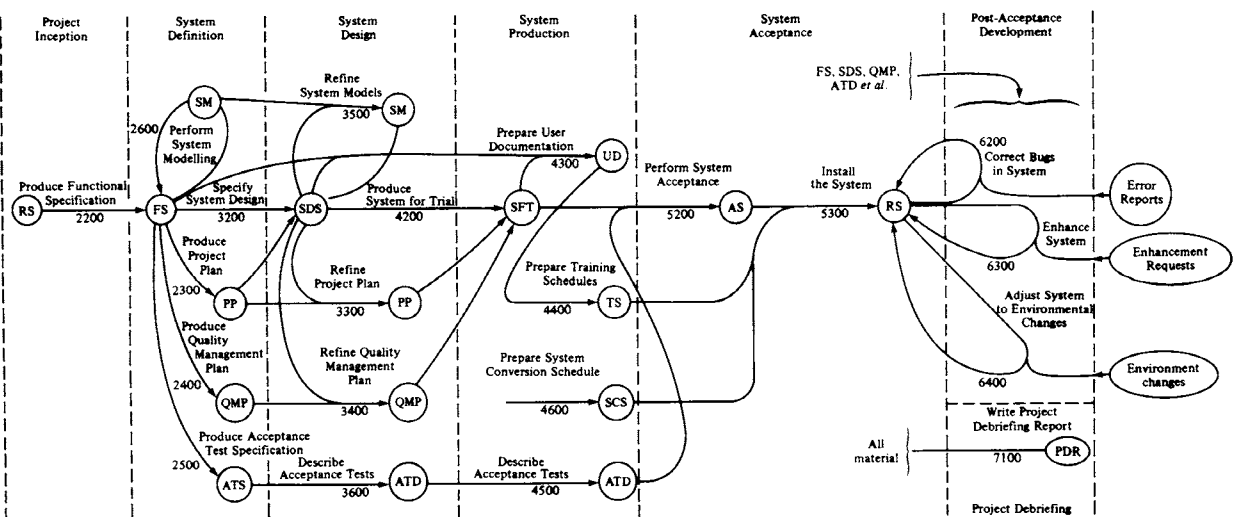 Project
Inception
System
Definition
System
Design
System
Production
System
Acceptance
Post-Acceptance
Development
FS, SDS, QMP,
ATD et al.
Refine
System Models
3500
SM
SM
2600
Perform
System
Modelling
Prepare User
Documentation
4300
UD
6200
Correct Bugs
in System
Error
Reports
Produce Functional
Specification
RS
2200
FS
Specify
System Design
3200
SDS
Produce
System for Trial
4200
SFT
Perform System
Acceptance
5200
AS
Install
the System
5300
RS
Enhance
System
6300
Enhancement
Requests
Produce
Project
Plan
2300
PP
Refine
Project Plan
3300
PP
Prepare Training
Schedules
4400
TS
Adjust System
to Environmental
Changes
6400
Environment
changes
Produce
Quality
Management
Plan
2400
QMP
Refine Quality
Management
Plan
3400
QMP
Prepare System
Conversion Schedule
4600
SCS
Write Project
Debriefing Report
All
material
7100
PDR
Produce Acceptance
Test Specification
2500
ATS
Describe
Acceptance Tests
3600
ATD
Describe
Acceptance Tests
4500
ATD
Project Debriefing